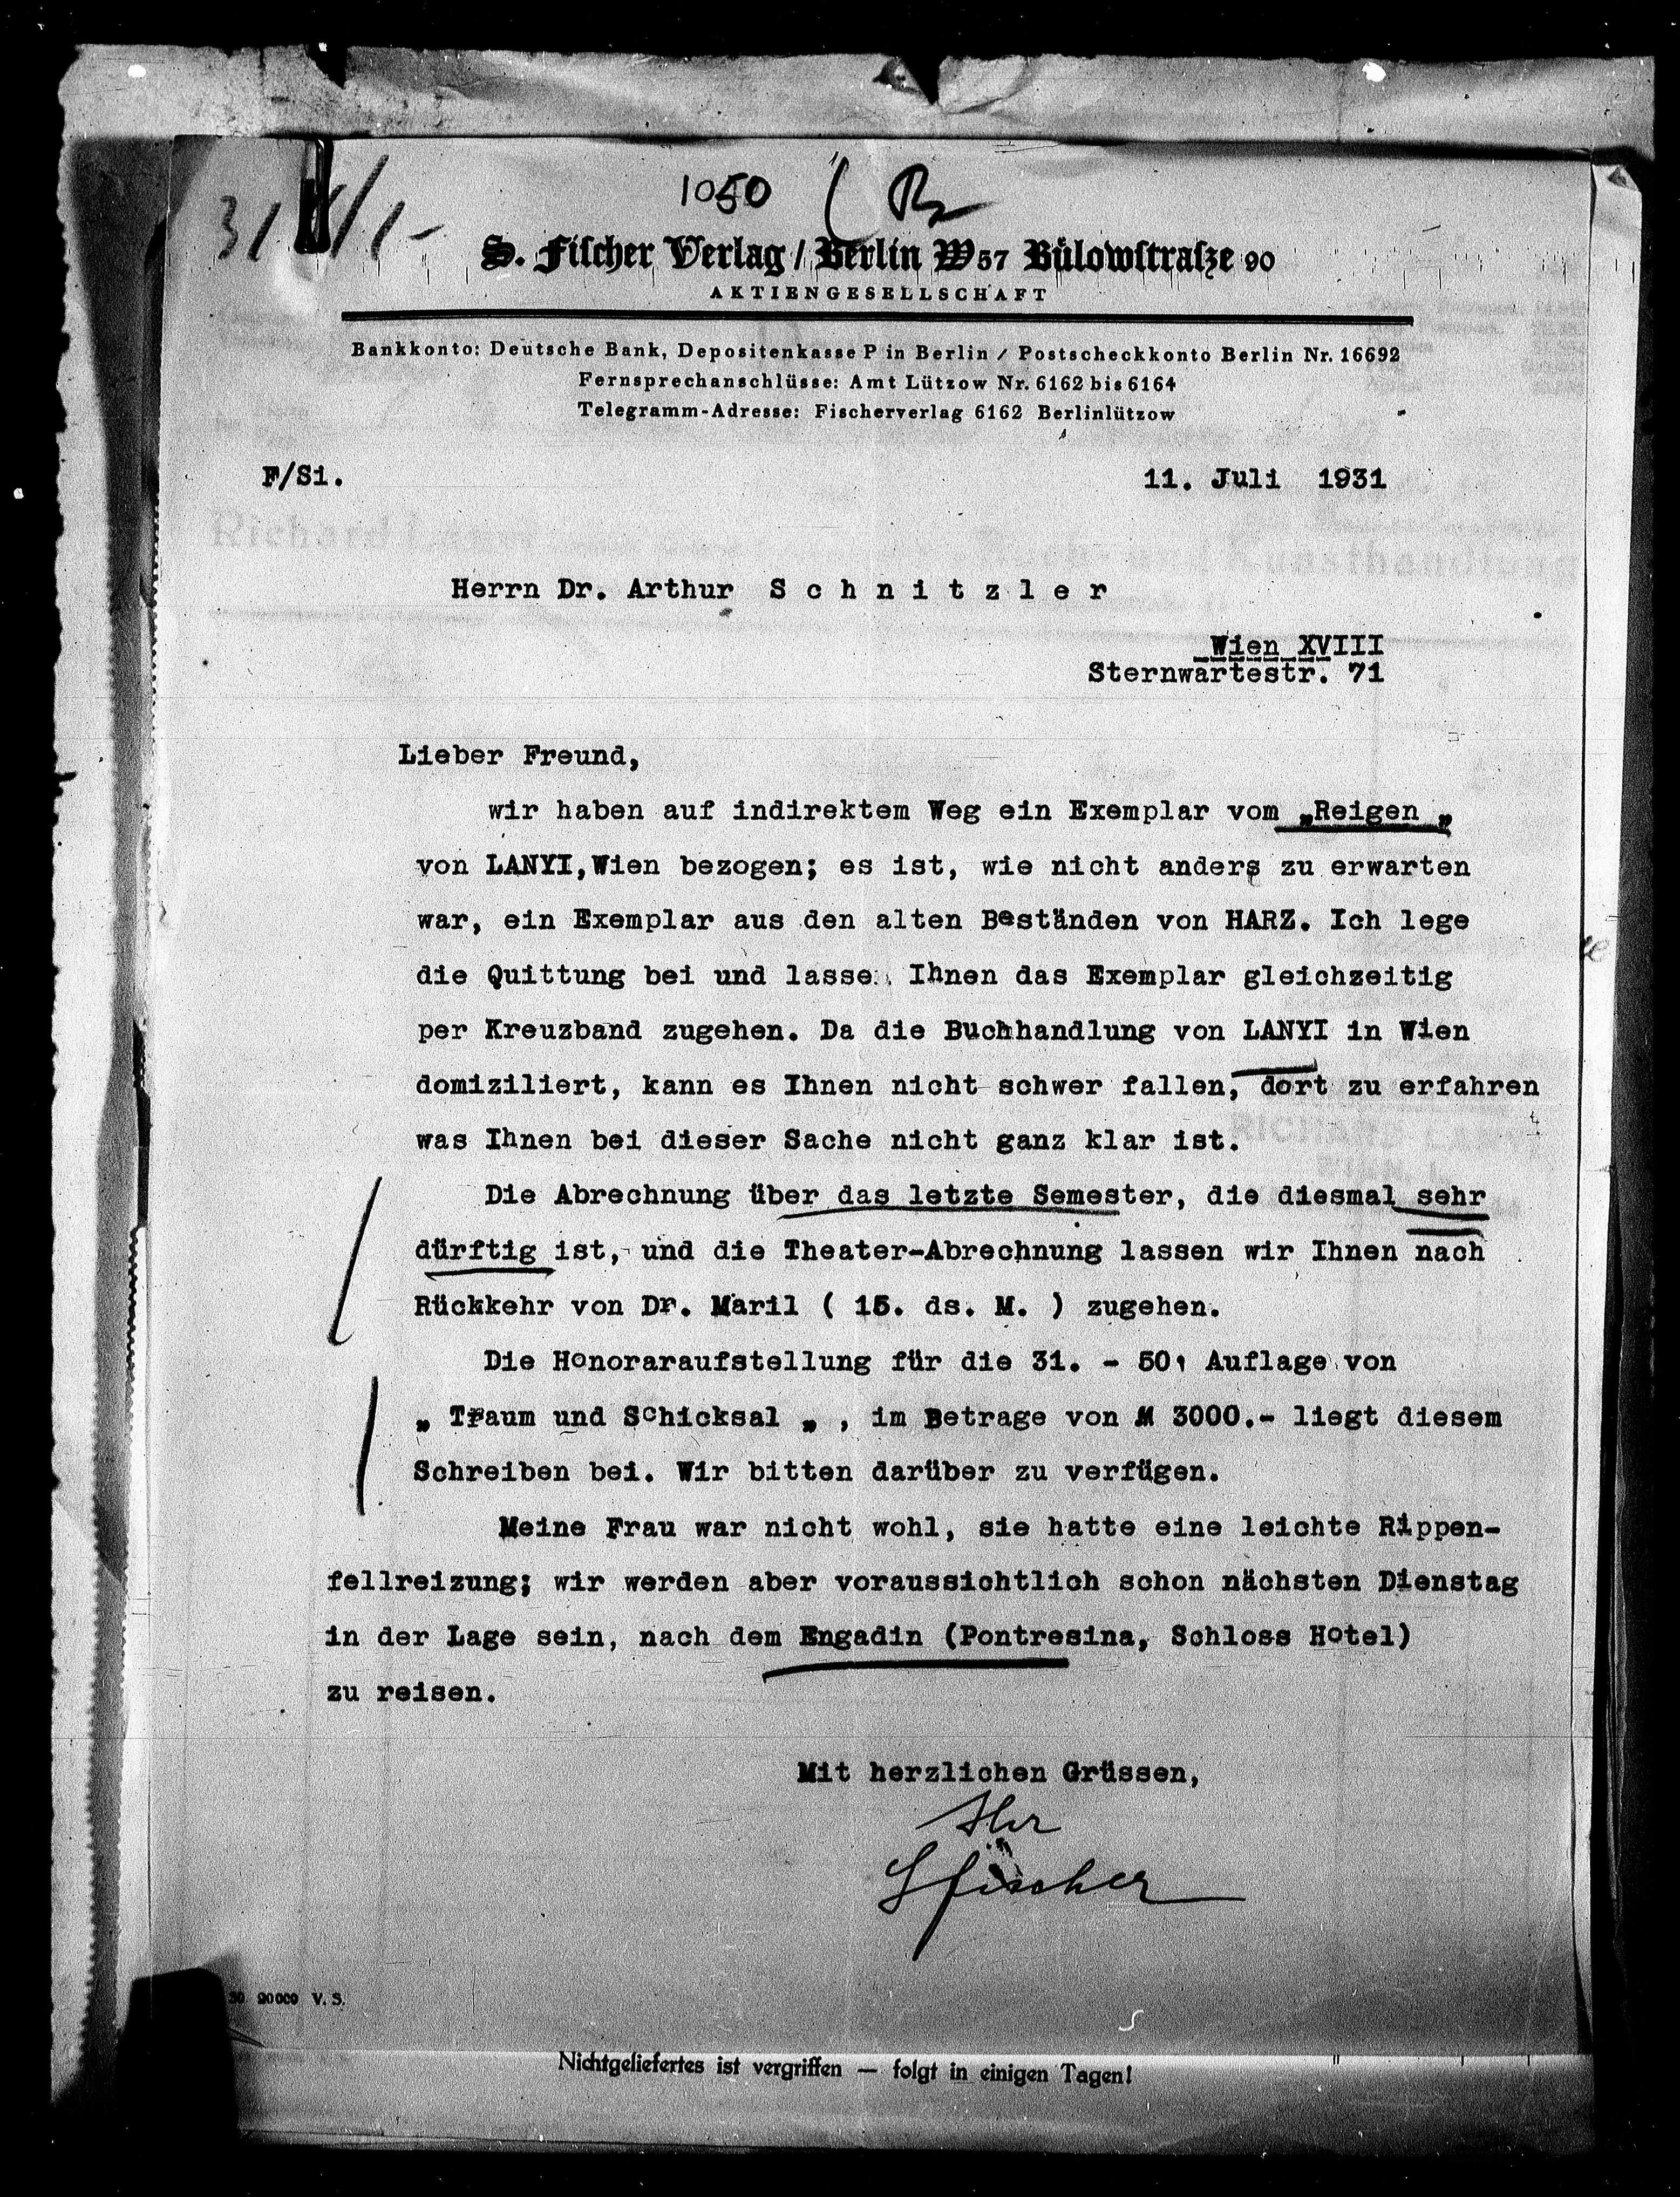 1050
S. Fischer Verlag / Berlin W57 Bülowstraße 90
AKTIENGESELLSCHAFT
Bankkonto: Deutsche Bank, Depositenkasse P in Berlin / Postscheckkonto Berlin Nr. 16692
Fernsprechanschlüsse: Amt Lützow Nr. 6162 bis 6164
Telegramm-Adresse: Fischerverlag 6162 Berlinlützow
F/Si.
11. Juli 1931
Herrn Dr. Arthur S c h n i t z l e r
Wien XVIII
Sternwartestr. 71
Lieber Freund,
wir haben auf indirektem Weg ein Exemplar vom „Reigen „
von LANYI,Wien bezogen; es ist, wie nicht anders zu erwarten
war, ein Exemplar aus den alten Beständen von HARZ. Ich lege
die Quittung bei und lasse Ihnen das Exemplar gleichzeitig
per Kreuzband zugehen. Da die Buchhandlung von LANYI in Wien
domiziliert, kann es Ihnen nicht schwer fallen, dort zu erfahren
was Ihnen bei dieser Sache nicht ganz klar ist.
Die Abrechnung über das letzte Semester, die diesmal sehr
dürftig ist, und die Theater-Abrechnung lassen wir Ihnen nach
Rückkehr von Dr. Maril ( 15. ds. M. ) zugehen.
Die Honoraraufstellung für die 31. - 50. Auflage von
„ Traum und Schicksal „ , im Betrage von M 3000.- liegt diesem
Schreiben bei. Wir bitten darüber zu verfügen.
Meine Frau war nicht wohl, sie hatte eine leichte Rippen-
fellreizung; wir werden aber voraussichtlich schon nächsten Dienstag
in der Lage sein, nach dem Engadin (Pontresina, Schloss Hotel)
zu reisen.
Mit herzlichen Grüssen,
Ihr
SFischer
30 20000 V. S.
Nichtgeliefertes ist vergriffen — folgt in einigen Tagen!